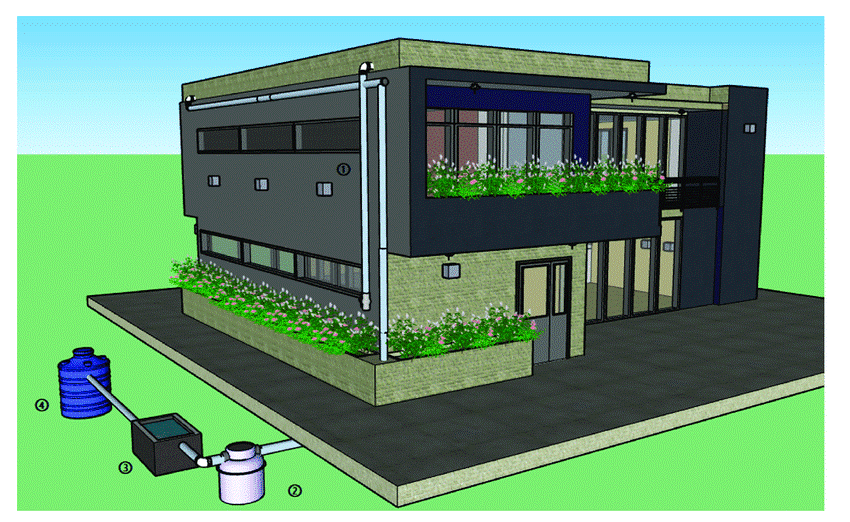 ①
④
③
②